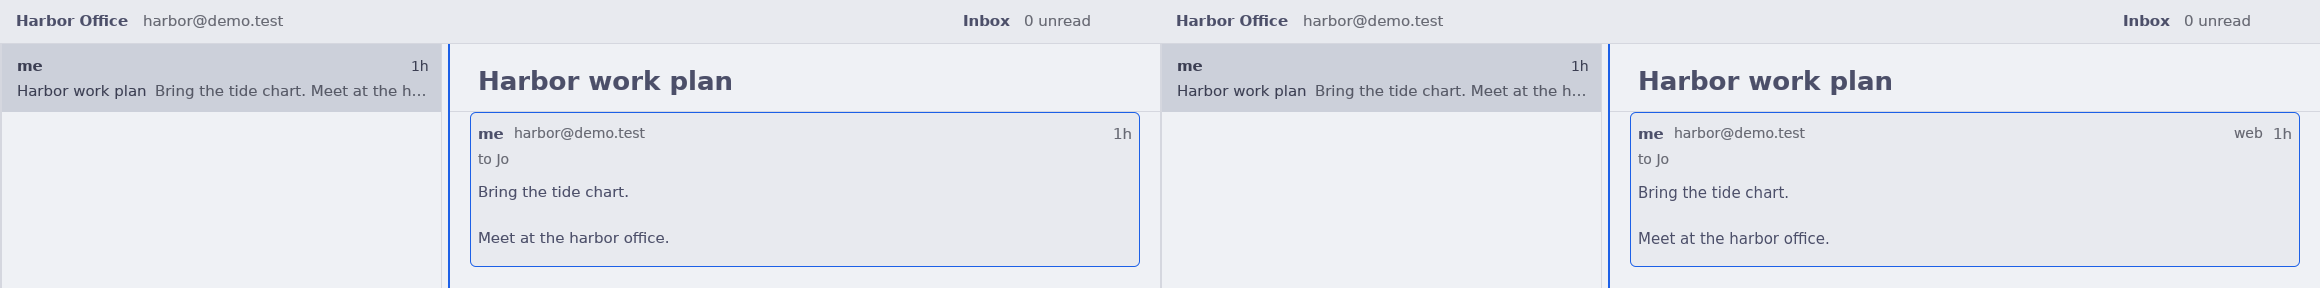 Harbor Office harbor@demo.test Inbox 0 unread
me 1h
Harbor work plan Bring the tide chart. Meet at the h…
Harbor work plan
me harbor@demo.test 1h
to Jo
Bring the tide chart.
Meet at the harbor office.
Harbor Office harbor@demo.test Inbox 0 unread
me 1h
Harbor work plan Bring the tide chart. Meet at the h…
Harbor work plan
me harbor@demo.test web 1h
to Jo
Bring the tide chart.
Meet at the harbor office.